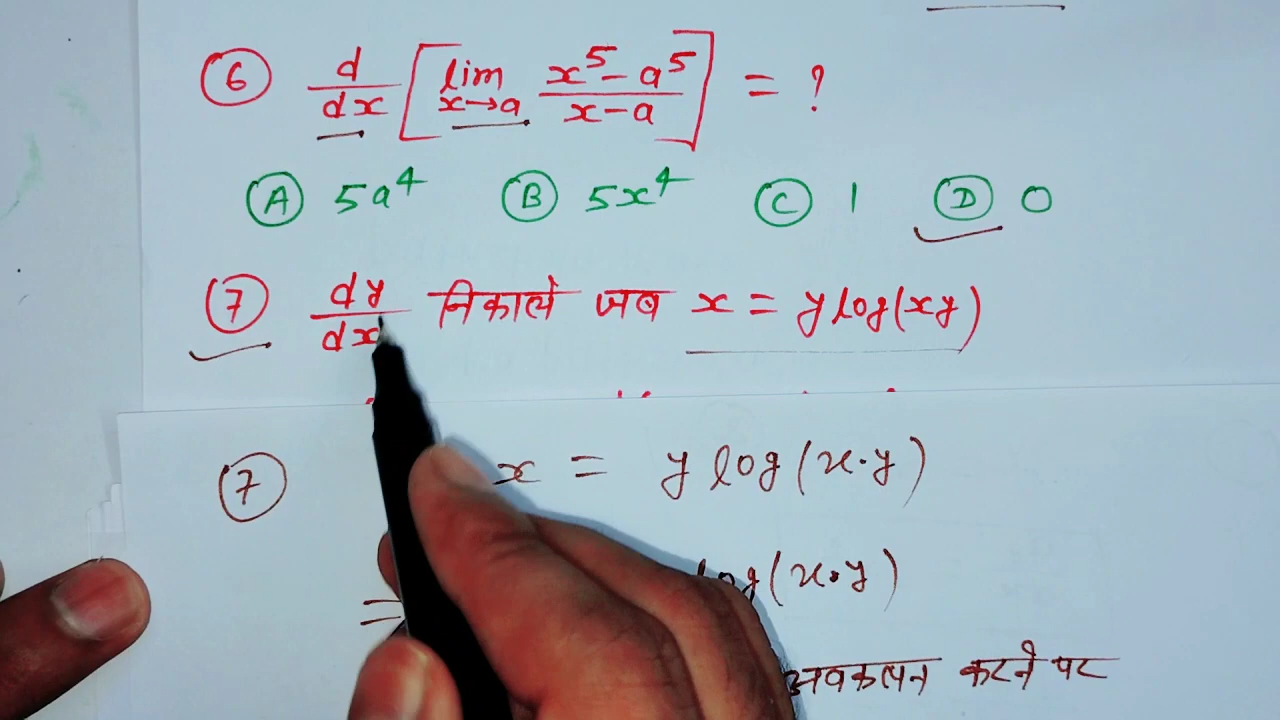 ⑥ d/dx [ lim x→a (x⁵-a⁵)/(x-a) ] = ?
Ⓐ 5a⁴ Ⓑ 5x⁴ Ⓒ 1 Ⓓ 0
⑦ dy/dx निकाले जब x = y log(xy)
⑦ x = y log(x·y)
= log(x·y)
अवकलन करने पर